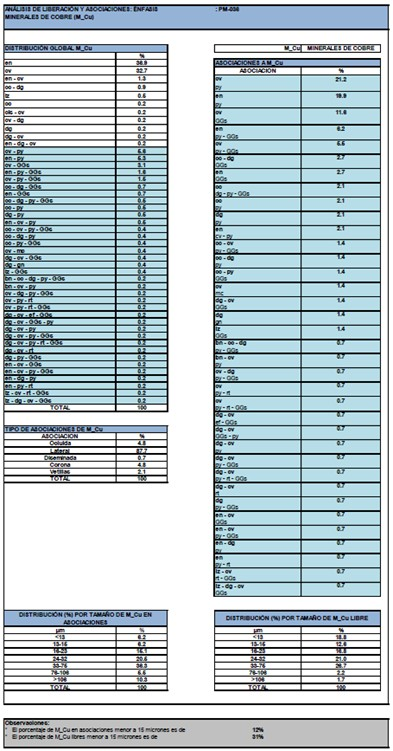 ANÁLISIS DE LIBERACIÓN Y ASOCIACIONES: ÉNFASIS : PM-036
MINERALES DE COBRE (M_Cu)
DISTRIBUCIÓN GLOBAL M_Cu
%
en 36.9
cv 32.7
en - cv 1.3
cc - dg 0.9
lz 0.5
cc 0.2
cls - cv 0.2
cv - dg 0.2
dg 0.2
dg - cv 0.2
en - dg - cv 0.2
cv - py 5.6
en - py 5.3
cv - GGs 3.1
en - py - GGs 1.6
cv - py - GGs 1.5
cc - dg - GGs 0.7
en - GGs 0.7
cc - dg - py - GGs 0.5
cc - py 0.5
dg - py 0.5
en - cv - py 0.5
cc - cv - py - GGs 0.4
cc - dg - py 0.4
cc - py - GGs 0.4
cv - mo 0.4
dg - cv - GGs 0.4
dg - gn 0.4
lz - GGs 0.4
bn - cc - dg - py - GGs 0.2
bn - cv - py 0.2
cv - dg - py - GGs 0.2
cv - py - rt 0.2
cv - py - rt - GGs 0.2
dg - cv - ef - GGs 0.2
dg - cv - GGs - py 0.2
dg - cv - py 0.2
dg - cv - py - rt - GGs 0.2
dg - cv - rt 0.2
dg - py - GGs 0.2
en - cv - GGs 0.2
en - cv - py - GGs 0.2
en - dg - py 0.2
en - py - rt 0.2
lz - cv - rt - GGs 0.2
lz - dg - cv - GGs 0.2
TOTAL 100
TIPO DE ASOCIACIONES DE M_Cu
ASOCIACIÓN %
Ocluida 4.8
Lateral 87.7
Diseminada 0.7
Corona 4.8
Vetillas 2.1
TOTAL 100
M_Cu MINERALES DE COBRE
ASOCIACIONES A M_Cu
ASOCIACIÓN %
cv 21.2
py
en 19.9
py
cv 11.6
GGs
en 6.2
py - GGs
cv 5.5
py - GGs
cc - dg 2.7
GGs
en 2.7
GGs
cc 2.1
dg - py - GGs
cc 2.1
py
dg 2.1
py
en 2.1
cv - py
cc - cv 1.4
py - GGs
cc - dg 1.4
py
cc - py 1.4
GGs
cv 1.4
mc
dg - cv 1.4
GGs
dg 1.4
gn
lz 1.4
GGs
bn - cc - dg 0.7
py - GGs
bn - cv 0.7
py
cv - dg 0.7
py - GGs
cv 0.7
py - rt
cv 0.7
py - rt - GGs
dg - cv 0.7
ef - GGs
dg - cv 0.7
GGs - py
dg - cv 0.7
py
dg - cv 0.7
py - rt - GGs
dg - cv 0.7
rt
dg 0.7
py - GGs
en - cv 0.7
GGs
en - cv 0.7
py - GGs
en - dg 0.7
py
en 0.7
py - rt
lz - cv 0.7
rt - GGs
lz - dg - cv 0.7
GGs
DISTRIBUCIÓN (%) POR TAMAÑO DE M_Cu EN
ASOCIACIONES
µm %
<13 6.2
13-15 6.2
16-23 15.1
24-32 20.5
33-75 36.3
76-106 5.5
>106 10.3
TOTAL 100
DISTRIBUCIÓN (%) POR TAMAÑO DE M_Cu LIBRE
µm %
<13 18.8
13-15 12.6
16-23 16.8
24-32 21.0
33-75 26.7
76-106 2.2
>106 1.7
TOTAL 100
Observaciones:
* El porcentaje de M_Cu en asociaciones menor a 15 micrones es de 12%
* El porcentaje de M_Cu libres menor a 15 micrones es de 31%